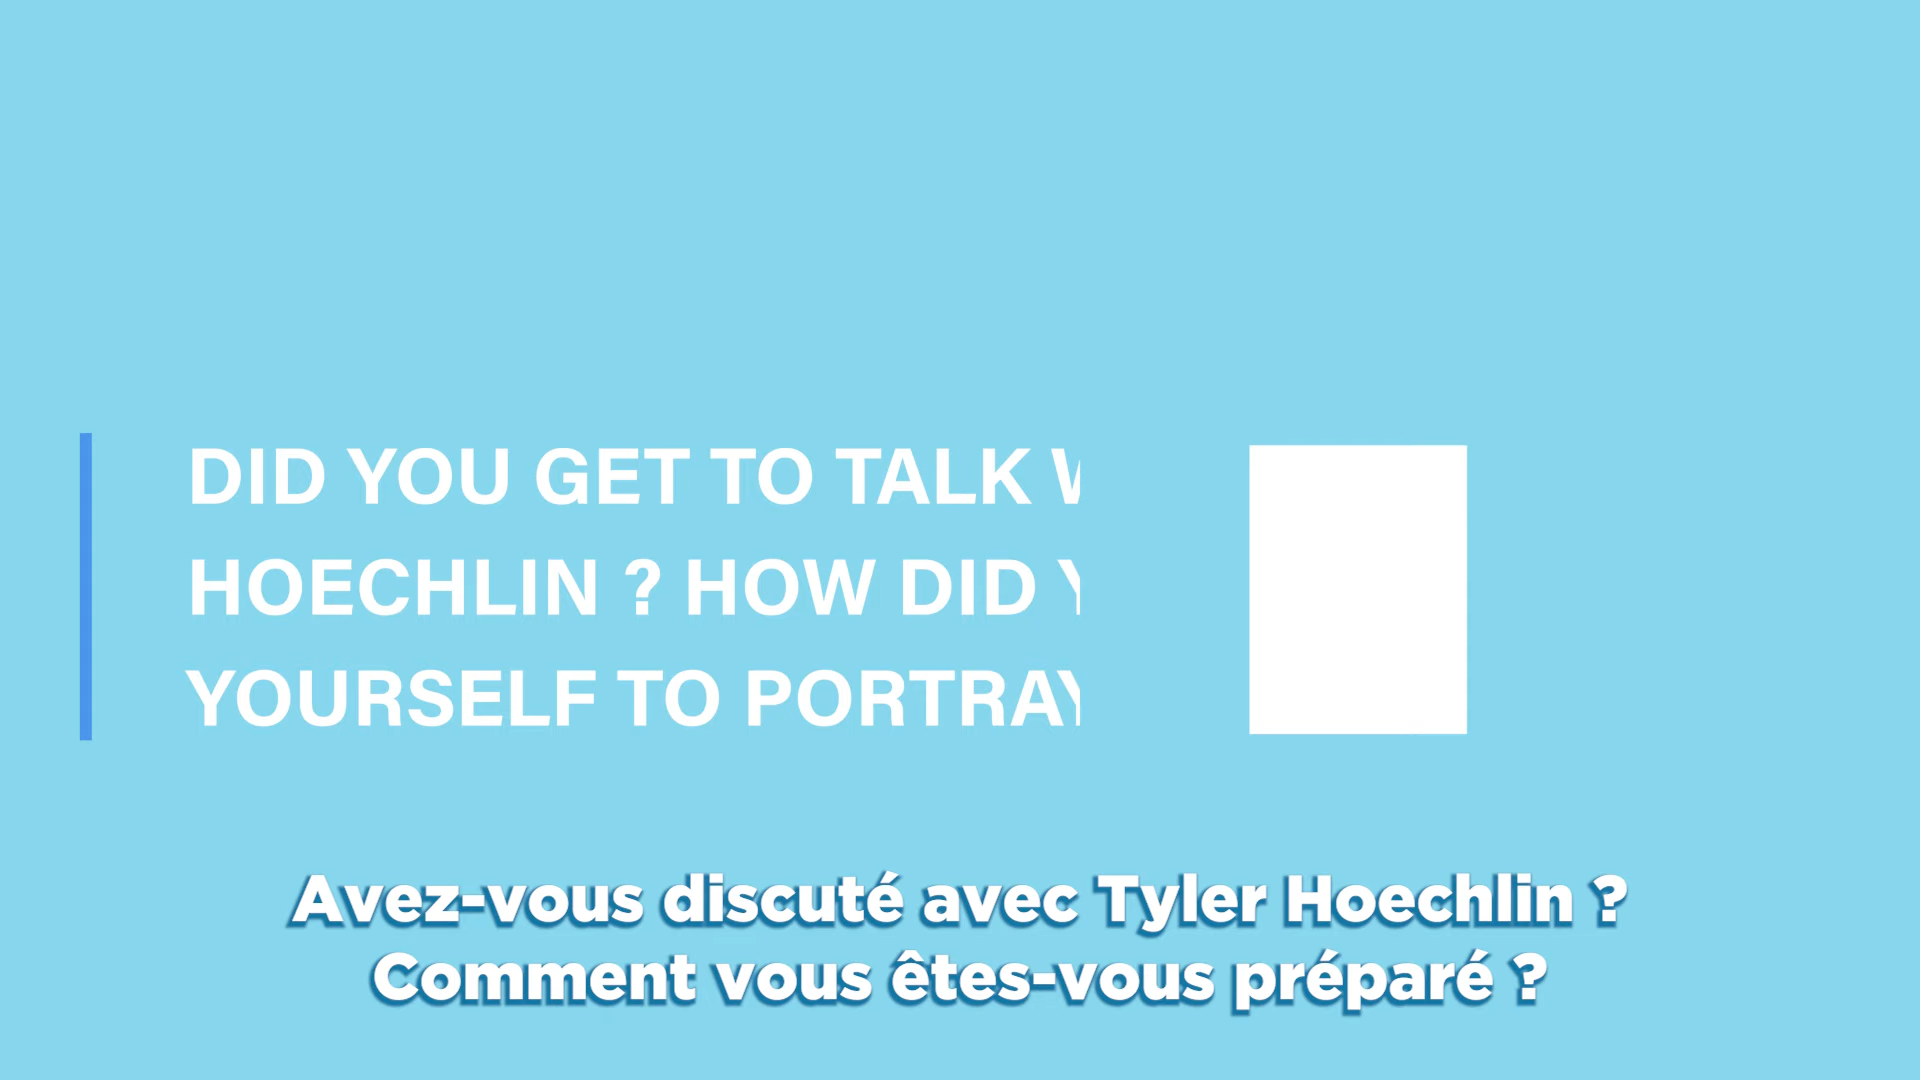 DID YOU GET TO TALK
HOECHLIN ? HOW DID
YOURSELF TO PORTRAY
Avez-vous discuté avec Tyler Hoechlin ?
Comment vous êtes-vous préparé ?